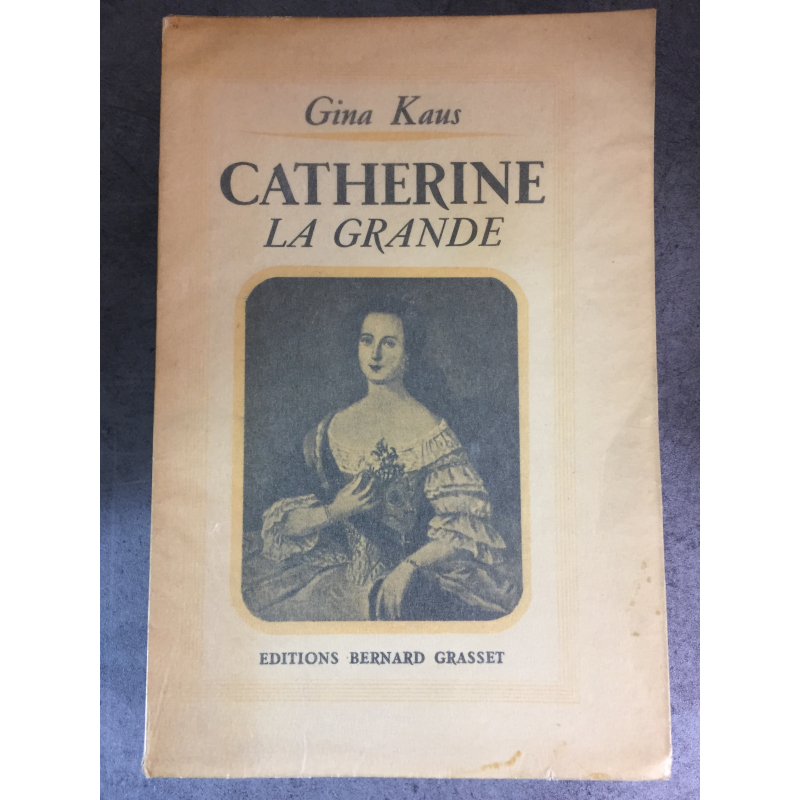 Gina Kaus
CATHERINE
LA GRANDE
EDITIONS BERNARD GRASSET